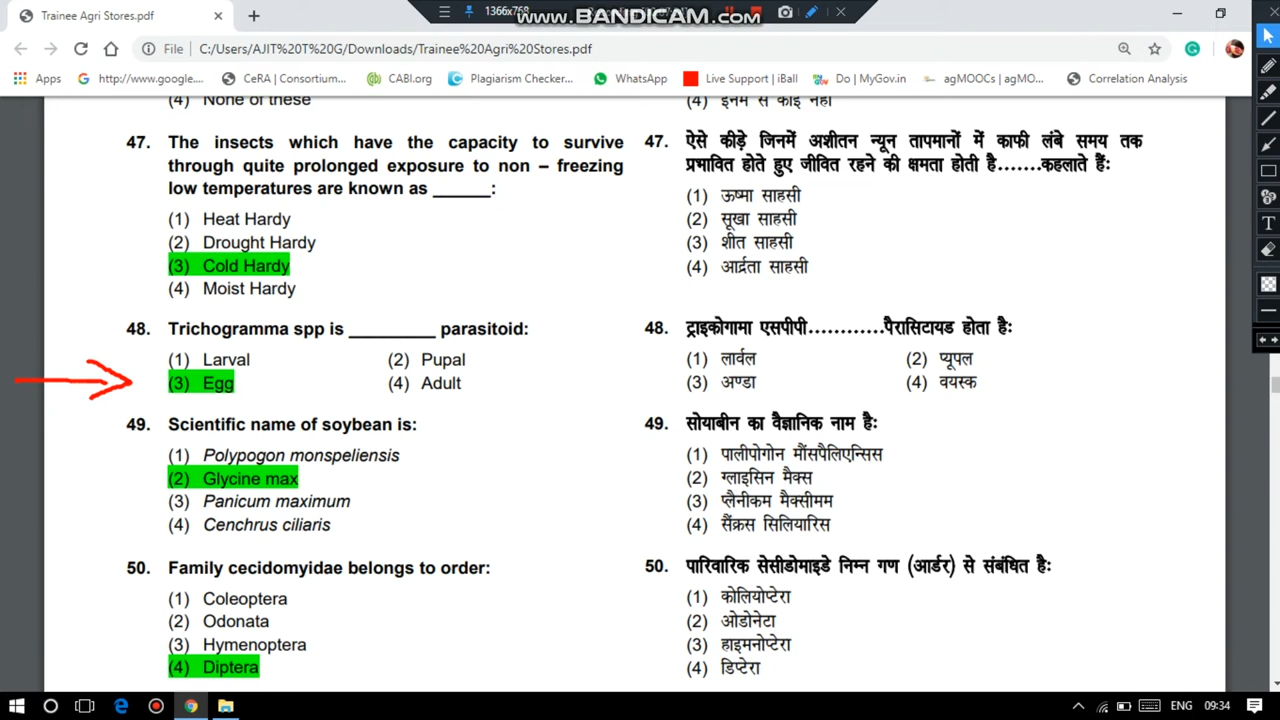 Trainee Agri Stores.pdf
1366x768
www.BANDICAM.com
File C:/Users/AJIT%20T%20G/Downloads/Trainee%20Agri%20Stores.pdf
Apps http://www.google.... CeRA | Consortium... CABI.org Plagiarism Checker... WhatsApp Live Support | iBall Do | MyGov.in agMOOCs | agMO... Correlation Analysis
(4) None of these
(4) इनमें से कोई नहीं
47. The insects which have the capacity to survive
through quite prolonged exposure to non – freezing
low temperatures are known as ______:
(1) Heat Hardy
(2) Drought Hardy
(3) Cold Hardy
(4) Moist Hardy
47. ऐसे कीड़े जिनमें अशीतन न्यून तापमानों में काफी लंबे समय तक
प्रभावित होते हुए जीवित रहने की क्षमता होती है.......कहलाते हैंः
(1) ऊष्मा साहसी
(2) सूखा साहसी
(3) शीत साहसी
(4) आर्द्रता साहसी
48. Trichogramma spp is _________ parasitoid:
(1) Larval (2) Pupal
(3) Egg (4) Adult
48. ट्राइकोगामा एसपीपी............पैरासिटायड होता हैः
(1) लार्वल (2) प्यूपल
(3) अण्डा (4) वयस्क
49. Scientific name of soybean is:
(1) Polypogon monspeliensis
(2) Glycine max
(3) Panicum maximum
(4) Cenchrus ciliaris
49. सोयाबीन का वैज्ञानिक नाम हैः
(1) पालीपोगोन मौंसपैलिएन्सिस
(2) ग्लाइसिन मैक्स
(3) प्लैनीकम मैक्सीमम
(4) सैंक्रस सिलियारिस
50. Family cecidomyidae belongs to order:
(1) Coleoptera
(2) Odonata
(3) Hymenoptera
(4) Diptera
50. पारिवारिक सेसीडोमाइडे निम्न गण (आर्डर) से संबंधित हैः
(1) कोलियोप्टेरा
(2) ओडोनेटा
(3) हाइमनोप्टेरा
(4) डिप्टेरा
ENG 09:34